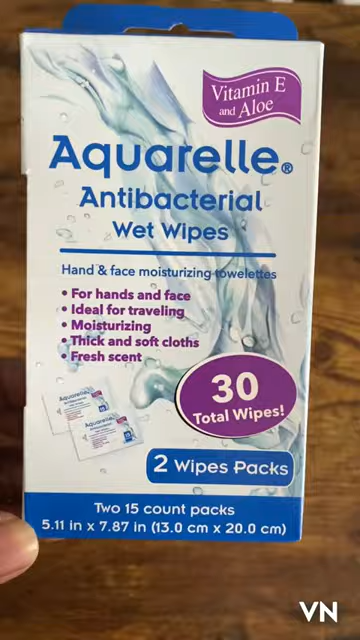 Vitamin E
and Aloe
Aquarelle®
Antibacterial
Wet Wipes
Hand & face moisturizing towelettes
• For hands and face
• Ideal for traveling
• Moisturizing
• Thick and soft cloths
• Fresh scent
30
Total Wipes!
Aquarelle
Aquarelle
2 Wipes Packs
Two 15 count packs
5.11 in x 7.87 in (13.0 cm x 20.0 cm)
VN